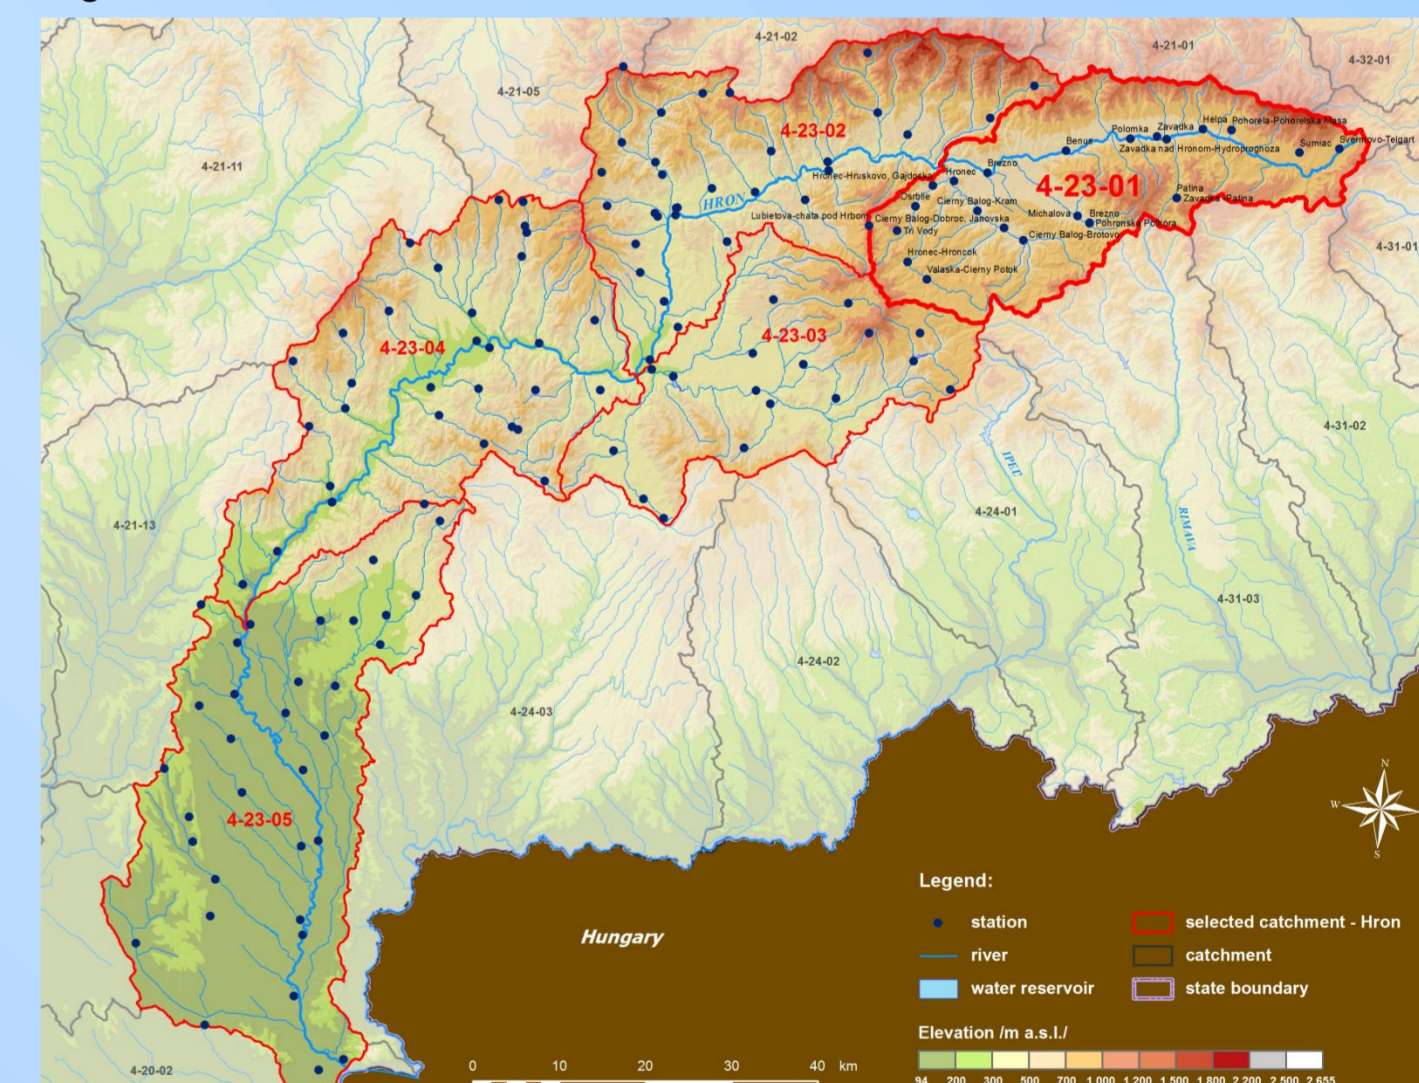 4-21-02
4-21-01
4-32-01
4-21-05
4-23-02
4-21-11
Helpa
Pohorela-Pohorelska Masa
Polomka
Zavadka
Benus
Zavadka nad Hronom-Hydroprognoza
Sumiac
Svermovo-Telgart
Brezno
Hronec-Hruskovo, Gajdoska
Hronec
4-23-01
Osrblie
Patina
Zavadka-Patina
HRON
Cierny Balog-Kram
Lubietova-chata pod Hrbom
Cierny Balog-Dobroc, Janovska
Michalova
Brezno
Pohronska Polhora
Tri Vody
Cierny Balog-Brotovo
4-31-01
Hronec-Hroncok
Valaska-Cierny Potok
4-23-04
4-23-03
4-31-02
IPEĽ
4-21-13
4-24-01
RIMAVA
4-31-03
4-24-02
4-24-03
N
W
S
4-23-05
Legend:
station
selected catchment - Hron
Hungary
river
catchment
water reservoir
state boundary
Elevation /m a.s.l./
4-20-02
0 10 20 30 40 km
94 200 300 500 700 1 000 1 200 1 500 1 800 2 200 2 500 2 655